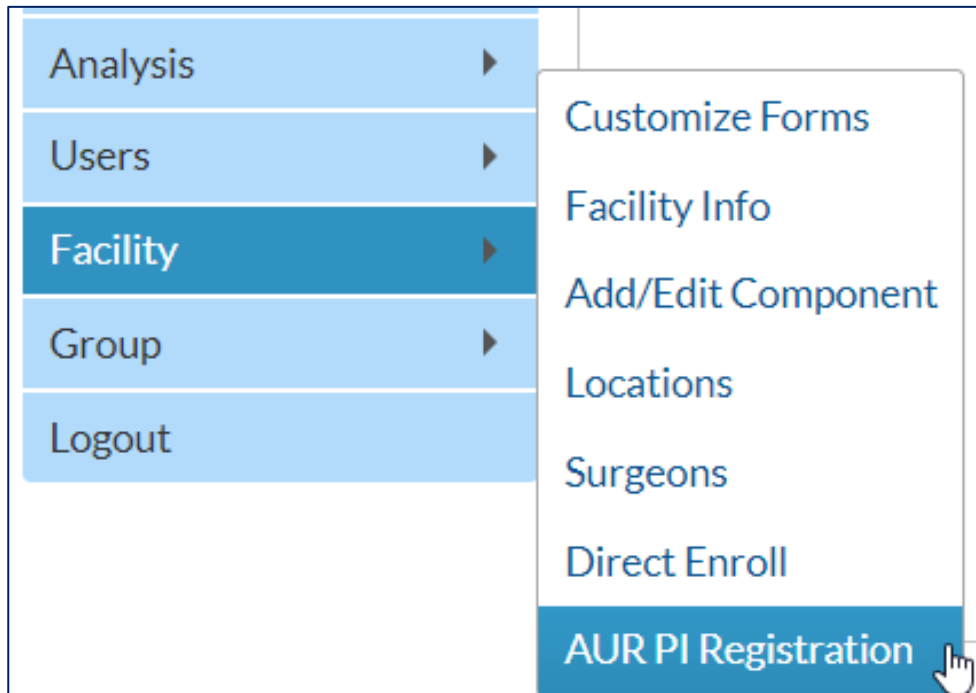 Analysis
Users
Facility
Group
Logout
Customize Forms
Facility Info
Add/Edit Component
Locations
Surgeons
Direct Enroll
AUR PI Registration